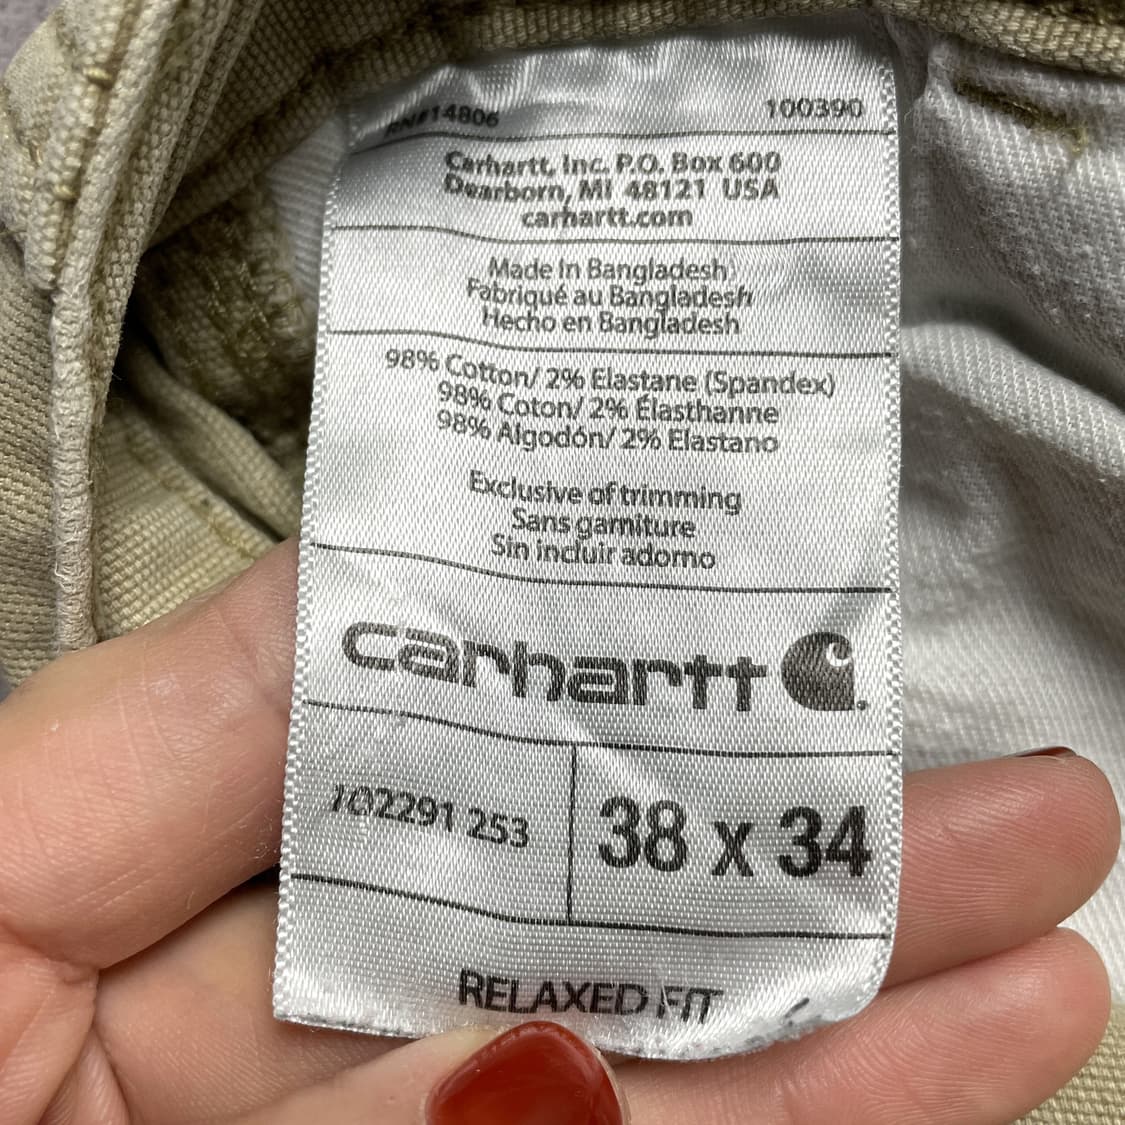 RN#14806 100390
Carhartt, Inc. P.O. Box 600
Dearborn, MI 48121 USA
carhartt.com
Made In Bangladesh
Fabriqué au Bangladesh
Hecho en Bangladesh
98% Cotton/ 2% Elastane (Spandex)
98% Coton/ 2% Élasthanne
98% Algodón/ 2% Elastano
Exclusive of trimming
Sans garniture
Sin incluir adorno
carhartt
102291 253 38 x 34
RELAXED FIT